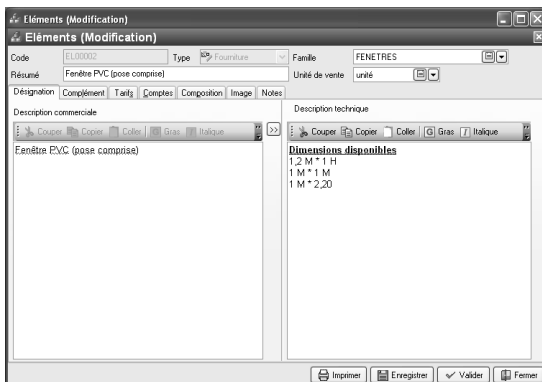 Eléments (Modification)
Eléments (Modification)
Code EL00002 Type Fourniture Famille FENETRES
Résumé Fenêtre PVC (pose comprise) Unité de vente unité
Désignation Complément Tarifs Comptes Composition Image Notes
Description commerciale
Couper Copier Coller G Gras I Italique
Fenêtre PVC (pose comprise)
>>
Description technique
Couper Copier Coller G Gras I Italique
Dimensions disponibles
1,2 M * 1 H
1 M * 1 M
1 M * 2,20
Imprimer Enregistrer Valider Fermer